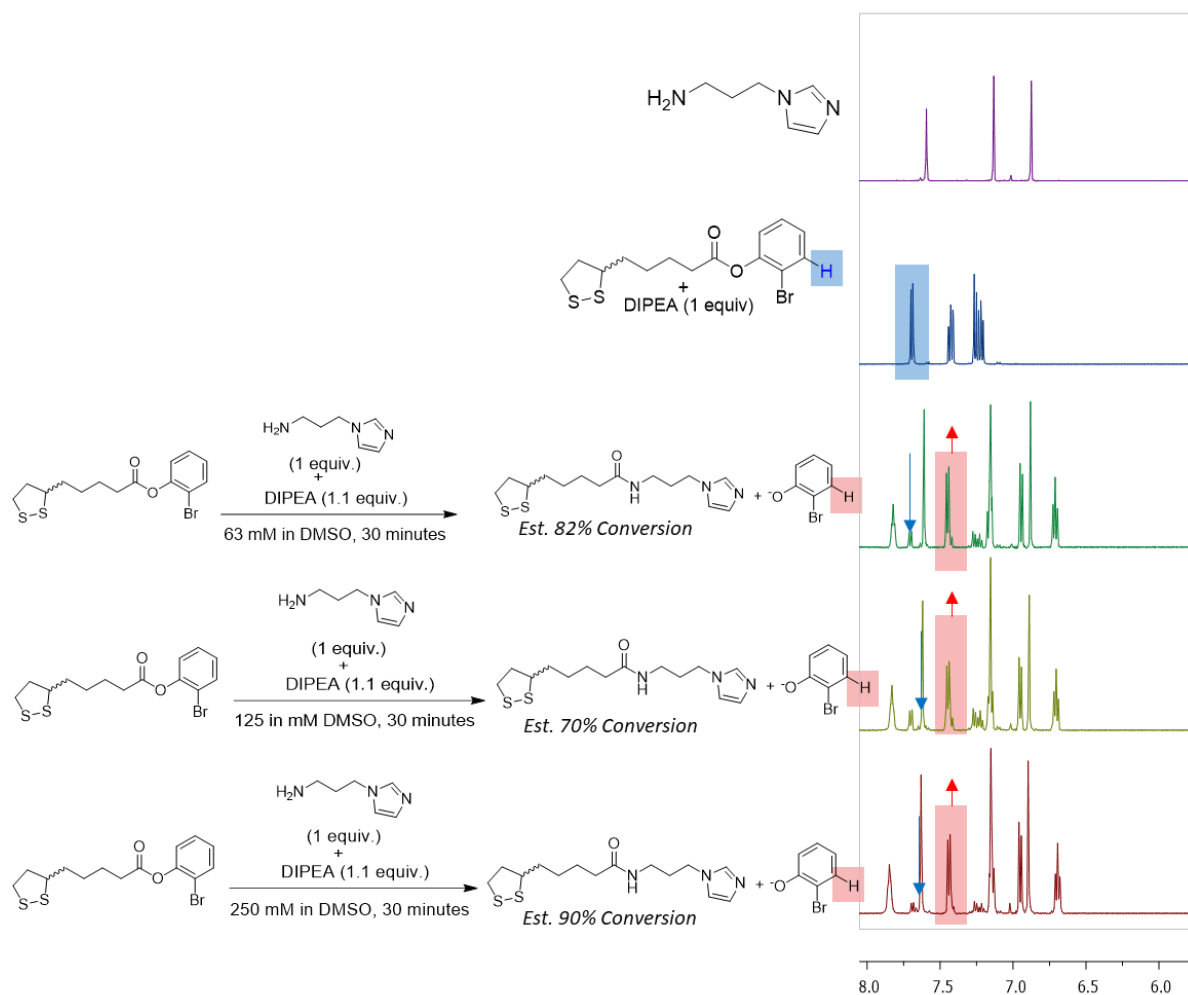 H₂N
N
N
O
O
H
Br
S
S
+
DIPEA (1 equiv)
H₂N
N
N
(1 equiv.)
+
DIPEA (1.1 equiv.)
63 mM in DMSO, 30 minutes
O
O
Br
S
S
O
N
H
N
N
S
S
Est. 82% Conversion
+
⁻O
H
Br
H₂N
N
N
(1 equiv.)
+
DIPEA (1.1 equiv.)
125 in mM DMSO, 30 minutes
O
O
Br
S
S
O
N
H
N
N
S
S
Est. 70% Conversion
+
⁻O
H
Br
H₂N
N
N
(1 equiv.)
+
DIPEA (1.1 equiv.)
250 mM in DMSO, 30 minutes
O
O
Br
S
S
O
N
H
N
N
S
S
Est. 90% Conversion
+
⁻O
H
Br
8.0 7.5 7.0 6.5 6.0